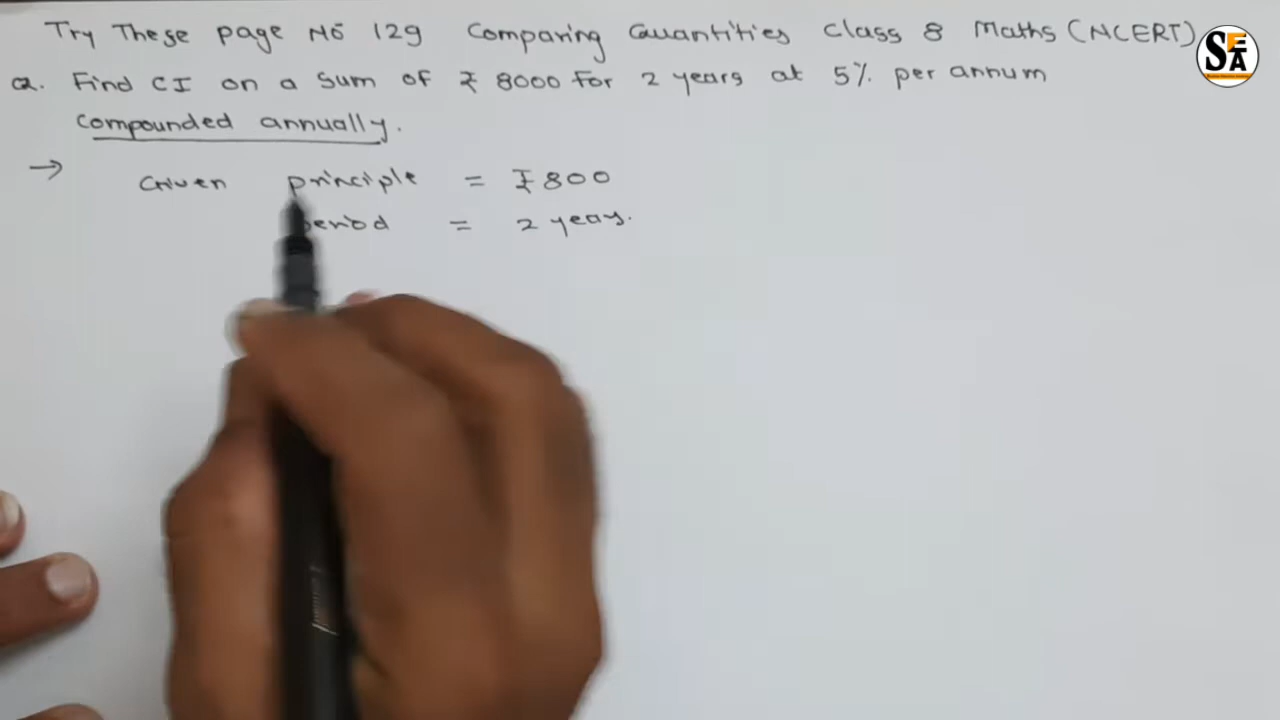 Try These page No 129 Comparing Quantities Class 8 Maths (NCERT)
Q. Find CI on a sum of ₹ 8000 for 2 years at 5% per annum
compounded annually.
→ Given principle = ₹800
period = 2 years.
SEFA